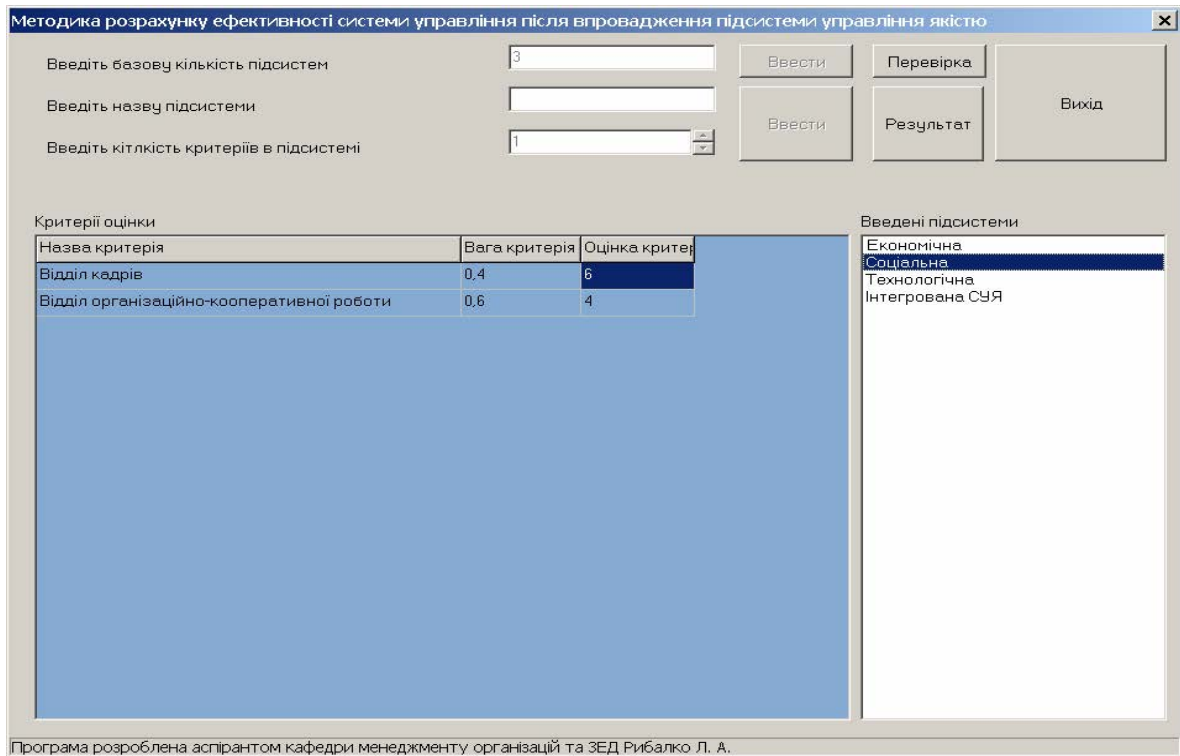 Методика розрахунку ефективності системи управління після впровадження підсистеми управління якістю
Введіть базову кількість підсистем 3 Ввести Перевірка
Введіть назву підсистеми
Ввести Результат Вихід
Введіть кітлкість критеріїв в підсистемі 1
Критерії оцінки Введені підсистеми
Назва критерія Вага критерія Оцінка критер
Відділ кадрів 0,4 6
Відділ організаційно-кооперативної роботи 0,6 4
Економічна
Соціальна
Технологічна
Інтегрована СУЯ
Програма розроблена аспірантом кафедри менеджменту організацій та ЗЕД Рибалко Л. А.